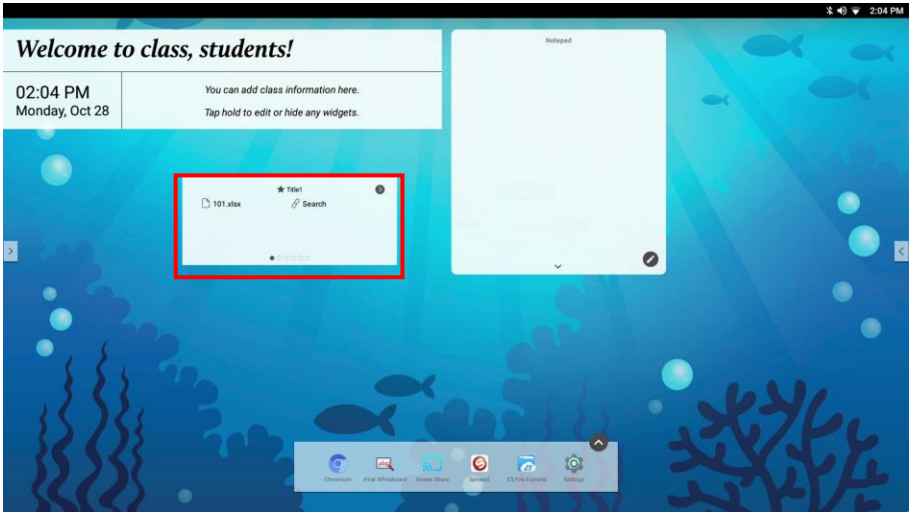 2:04 PM
Welcome to class, students!
02:04 PM
Monday, Oct 28
You can add class information here.
Tap hold to edit or hide any widgets.
Notepad
Title1
101.xlsx
Search
Chromium
AVer Whiteboard
Screen Share
ES File Explorer
Settings